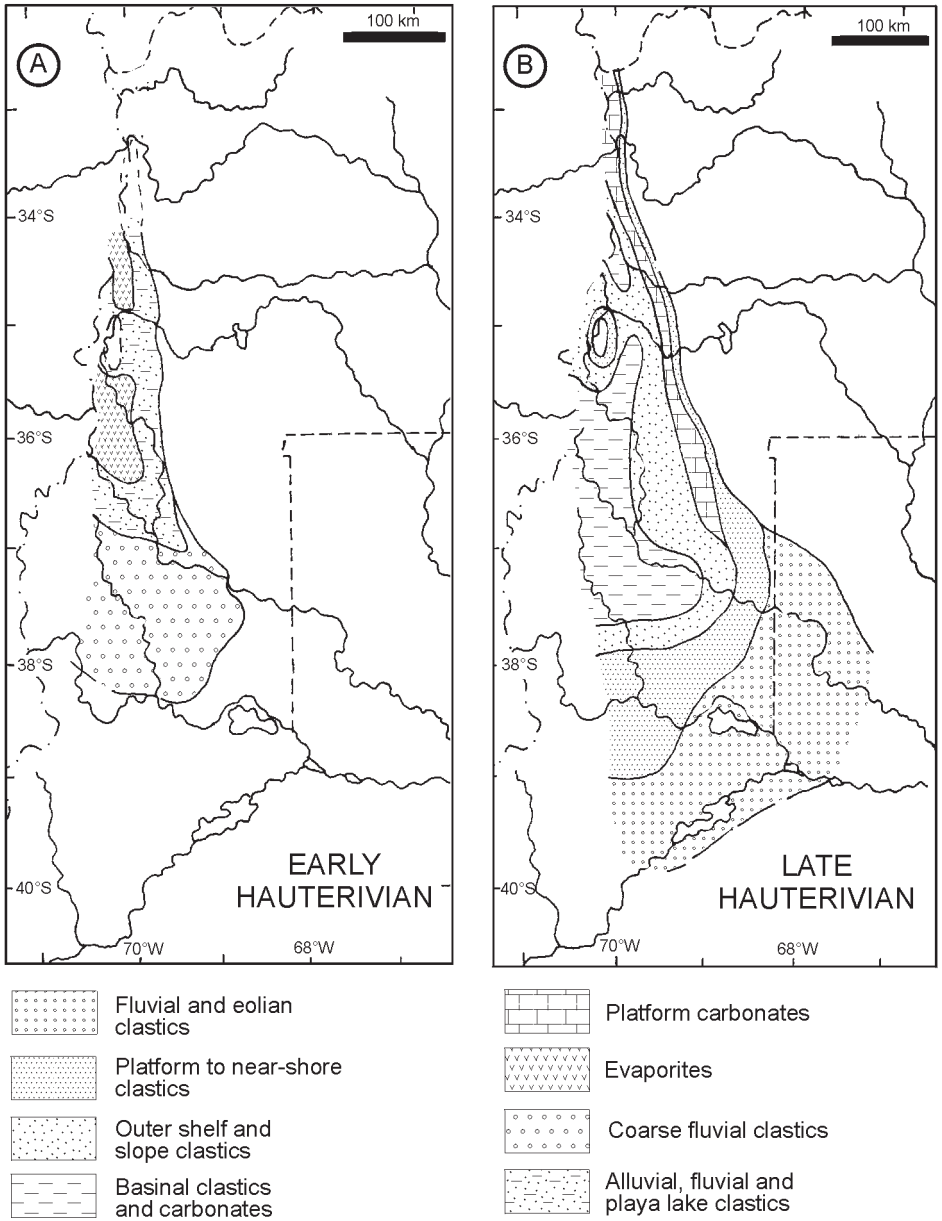 A
100 km
34°S
36°S
38°S
40°S
EARLY
HAUTERIVIAN
70°W
68°W
B
100 km
34°S
36°S
38°S
40°S
LATE
HAUTERIVIAN
70°W
68°W
Fluvial and eolian
clastics
Platform to near-shore
clastics
Outer shelf and
slope clastics
Basinal clastics
and carbonates
Platform carbonates
Evaporites
Coarse fluvial clastics
Alluvial, fluvial and
playa lake clastics